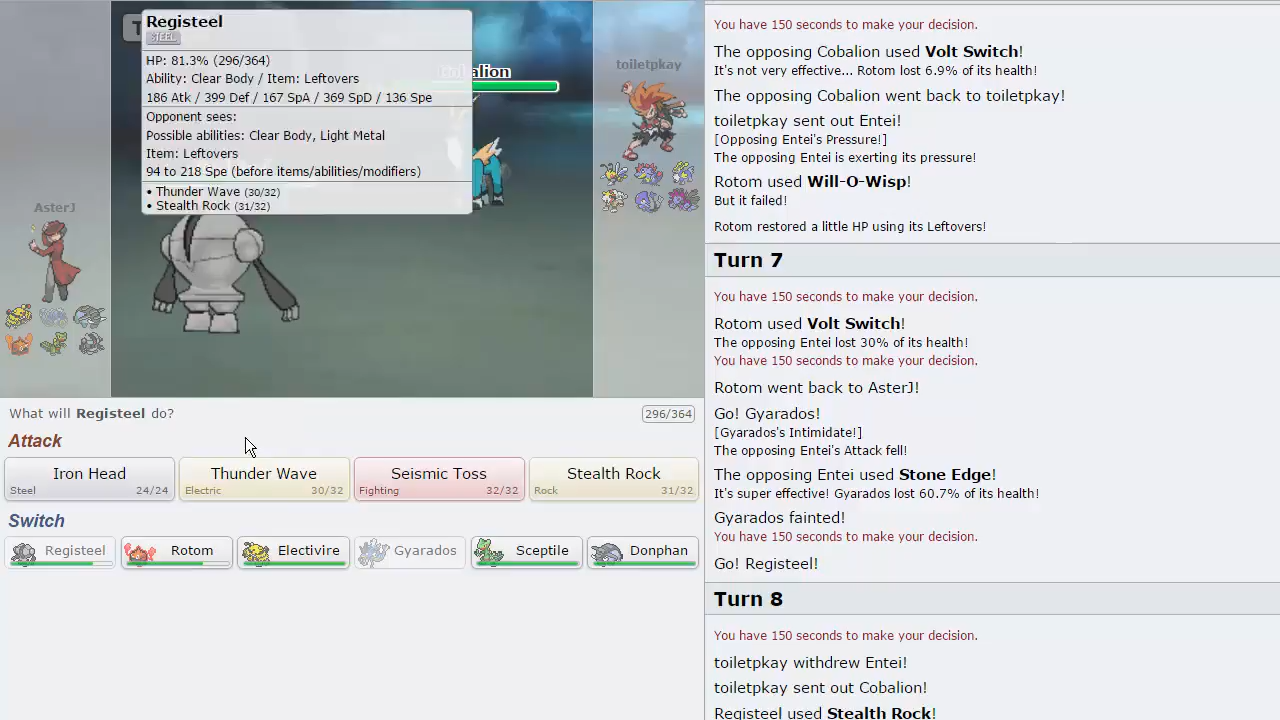 Registeel
STEEL
HP: 81.3% (296/364)
Ability: Clear Body / Item: Leftovers
186 Atk / 399 Def / 167 SpA / 369 SpD / 136 Spe
Opponent sees:
Possible abilities: Clear Body, Light Metal
Item: Leftovers
94 to 218 Spe (before items/abilities/modifiers)
• Thunder Wave (30/32)
• Stealth Rock (31/32)
T
alion
toiletpkay
AsterJ
What will Registeel do?
296/364
Attack
Iron Head
Steel 24/24
Thunder Wave
Electric 30/32
Seismic Toss
Fighting 32/32
Stealth Rock
Rock 31/32
Switch
Registeel
Rotom
Electivire
Gyarados
Sceptile
Donphan
You have 150 seconds to make your decision.
The opposing Cobalion used Volt Switch!
It's not very effective... Rotom lost 6.9% of its health!
The opposing Cobalion went back to toiletpkay!
toiletpkay sent out Entei!
[Opposing Entei's Pressure!]
The opposing Entei is exerting its pressure!
Rotom used Will-O-Wisp!
But it failed!
Rotom restored a little HP using its Leftovers!
Turn 7
You have 150 seconds to make your decision.
Rotom used Volt Switch!
The opposing Entei lost 30% of its health!
You have 150 seconds to make your decision.
Rotom went back to AsterJ!
Go! Gyarados!
[Gyarados's Intimidate!]
The opposing Entei's Attack fell!
The opposing Entei used Stone Edge!
It's super effective! Gyarados lost 60.7% of its health!
Gyarados fainted!
You have 150 seconds to make your decision.
Go! Registeel!
Turn 8
You have 150 seconds to make your decision.
toiletpkay withdrew Entei!
toiletpkay sent out Cobalion!
Registeel used Stealth Rock!